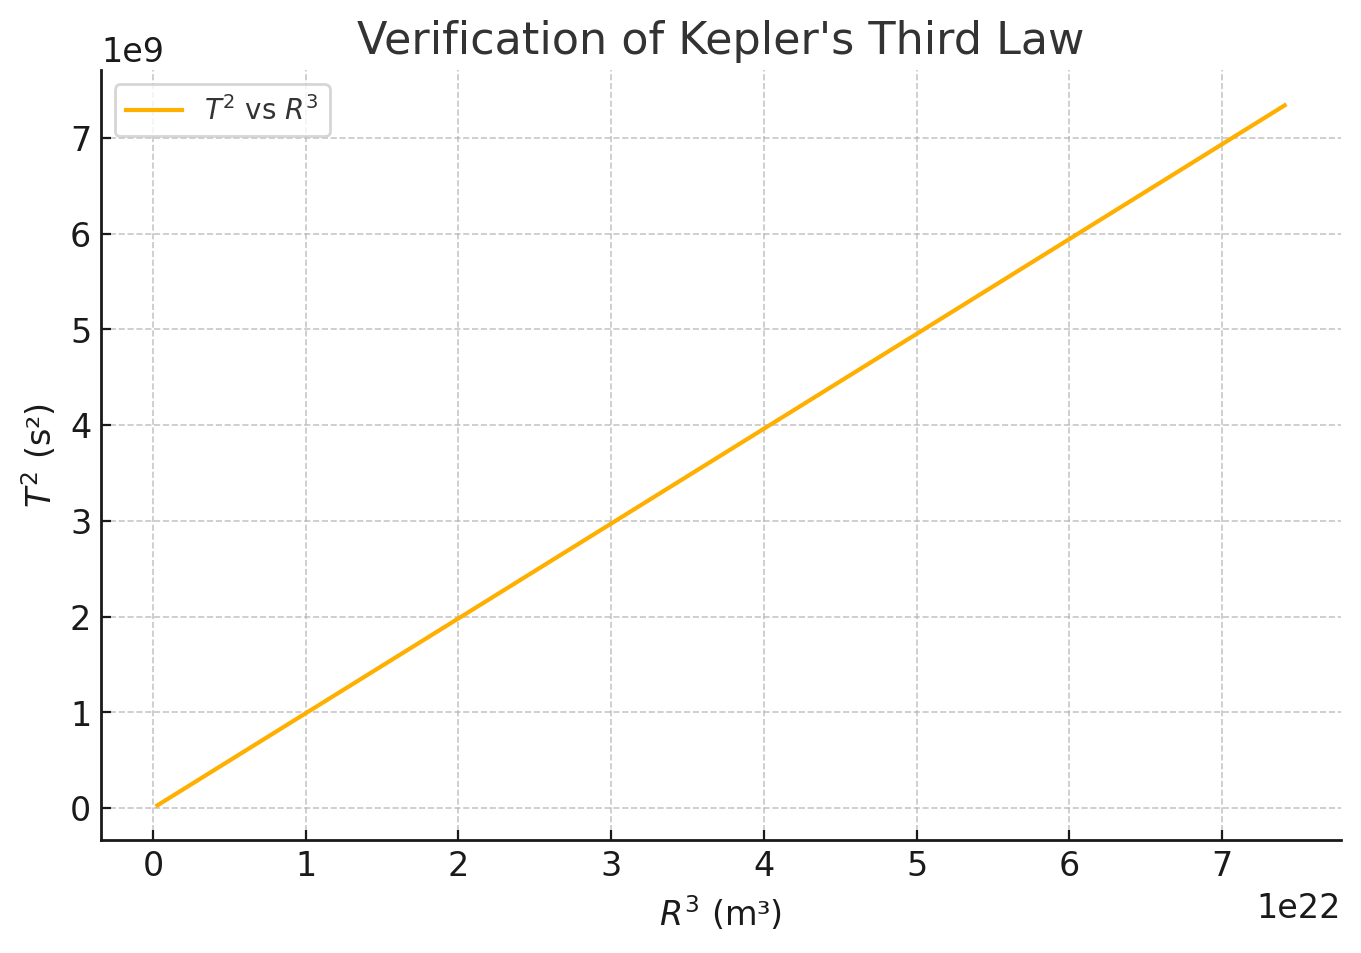 Verification of Kepler's Third Law
1e9
T² vs R³
7
6
5
4
3
2
1
0
T² (s²)
0 1 2 3 4 5 6 7
R³ (m³)
1e22